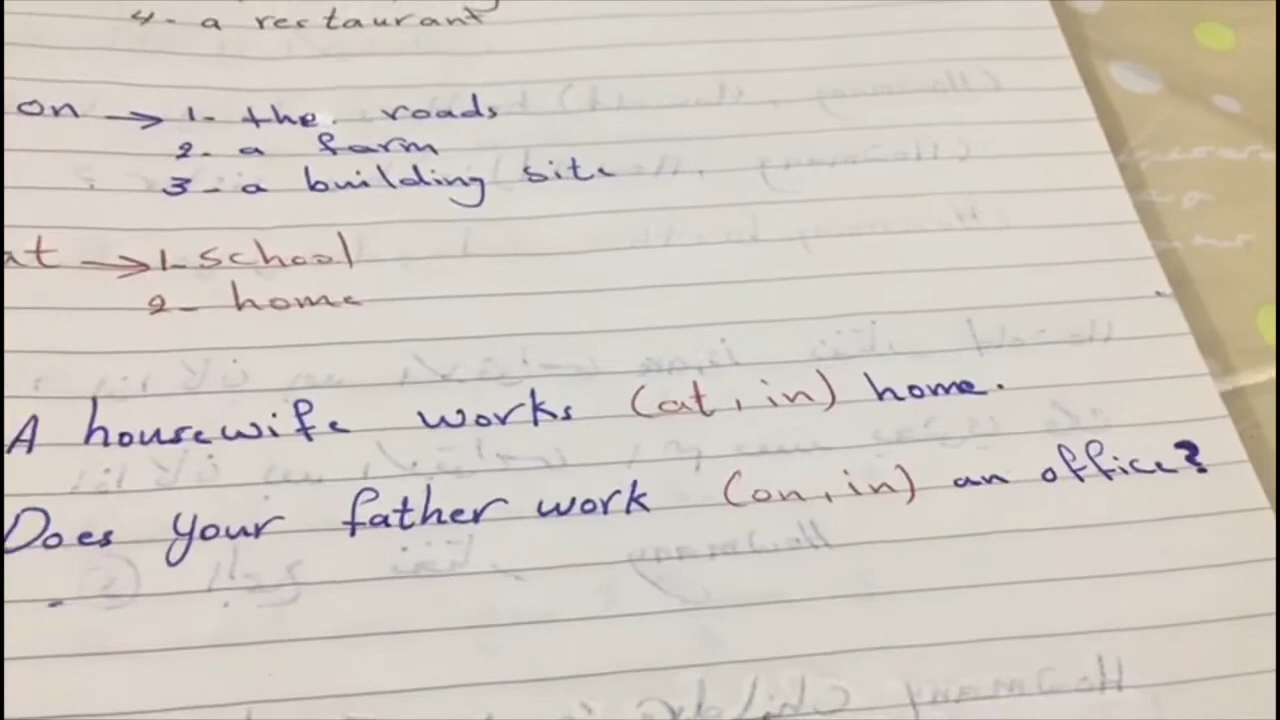 4- a restaurant
on → 1- the roads
2- a farm
3- a building site
at → 1- school
2- home
A housewife works (at, in) home.
Does your father work (on, in) an office?